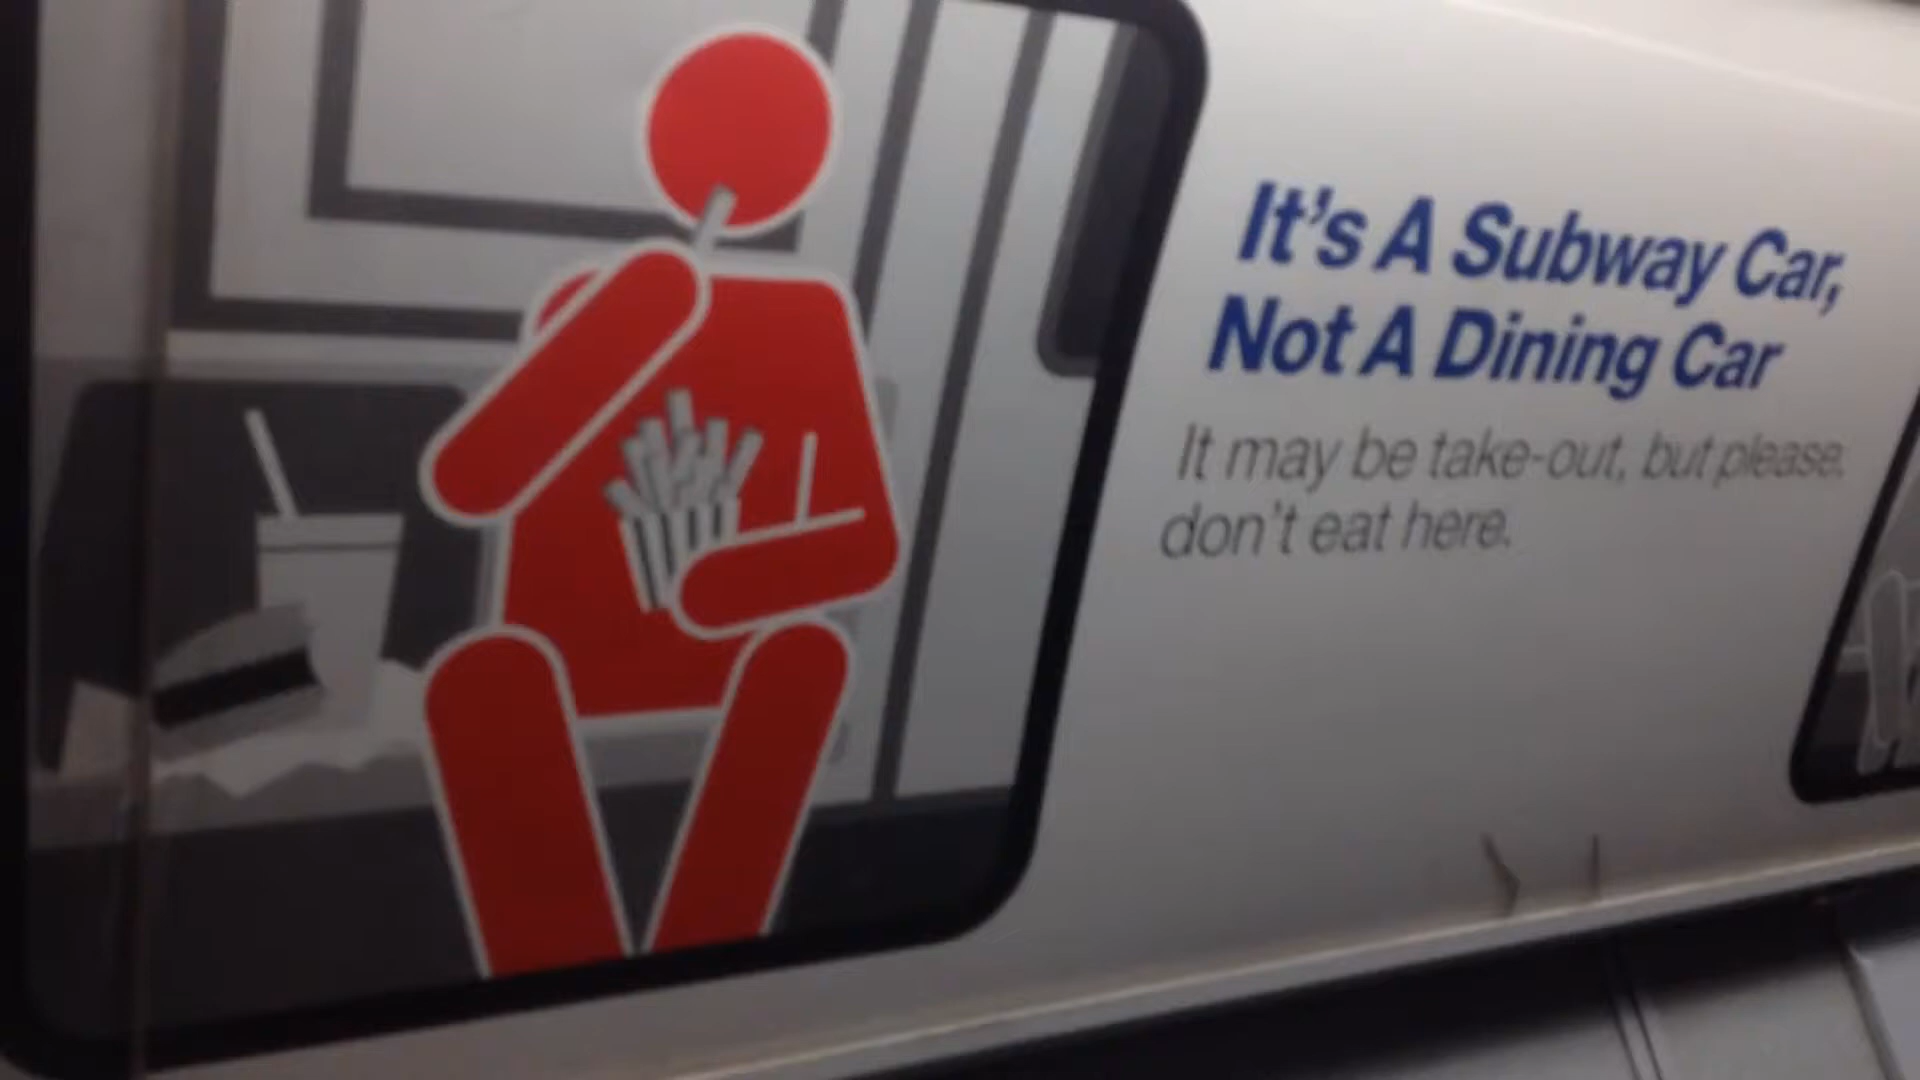 It's A Subway Car,
Not A Dining Car
It may be take-out, but please,
don't eat here.